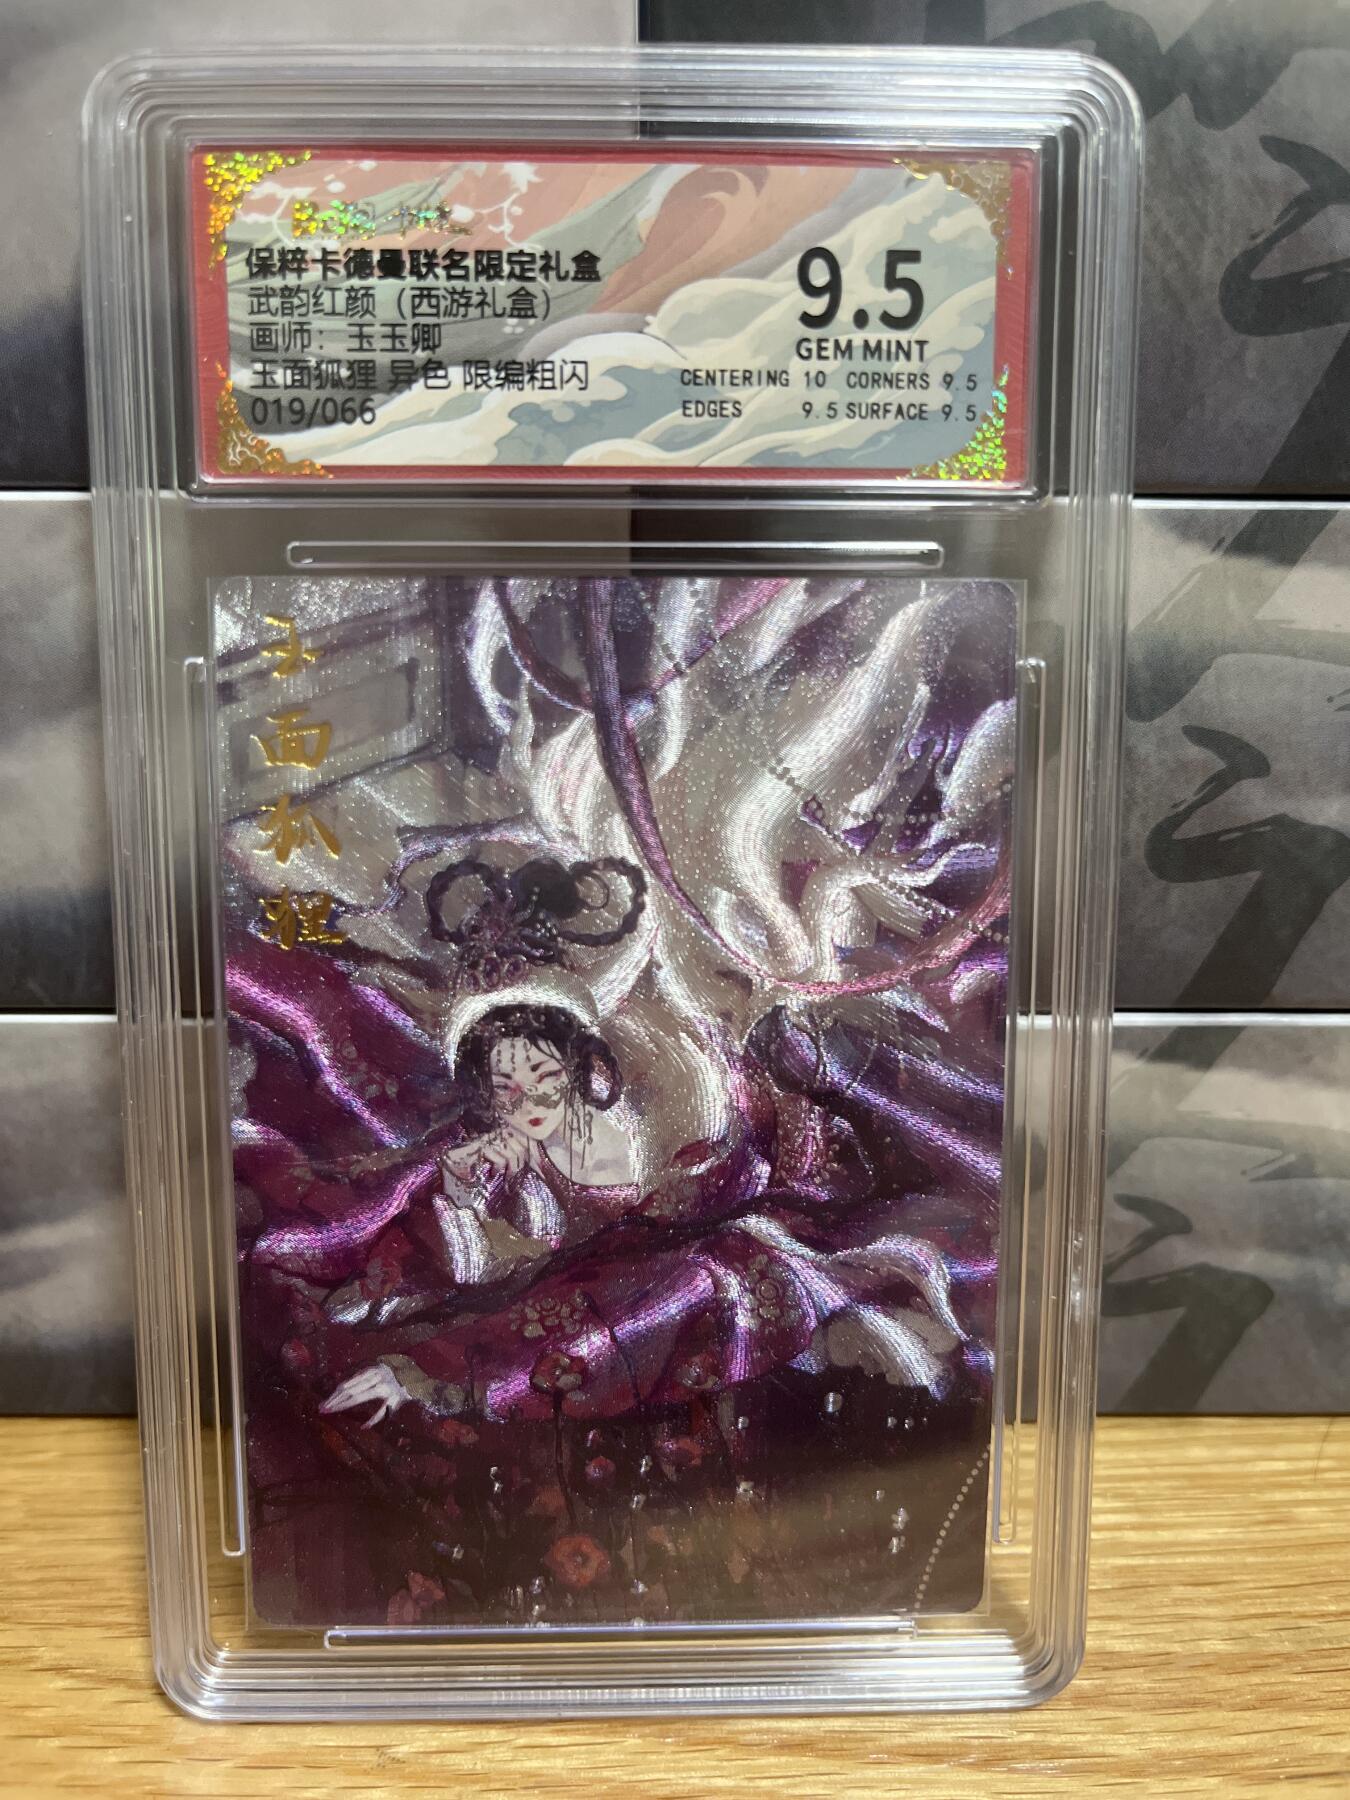 保粹卡德曼联名限定礼盒
武韵红颜（西游礼盒）
画师：玉玉卿
玉面狐狸 异色 限编粗闪
019/066
9.5
GEM MINT
CENTERING 10 CORNERS 9.5
EDGES 9.5 SURFACE 9.5
玉面狐狸